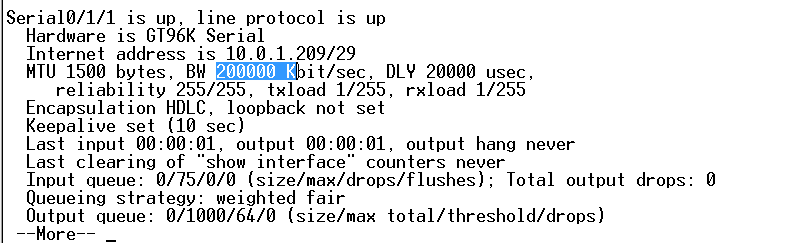 Serial0/1/1 is up, line protocol is up
Hardware is GT96K Serial
Internet address is 10.0.1.209/29
MTU 1500 bytes, BW 200000 Kbit/sec, DLY 20000 usec,
reliability 255/255, txload 1/255, rxload 1/255
Encapsulation HDLC, loopback not set
Keepalive set (10 sec)
Last input 00:00:01, output 00:00:01, output hang never
Last clearing of "show interface" counters never
Input queue: 0/75/0/0 (size/max/drops/flushes); Total output drops: 0
Queueing strategy: weighted fair
Output queue: 0/1000/64/0 (size/max total/threshold/drops)
--More-- _